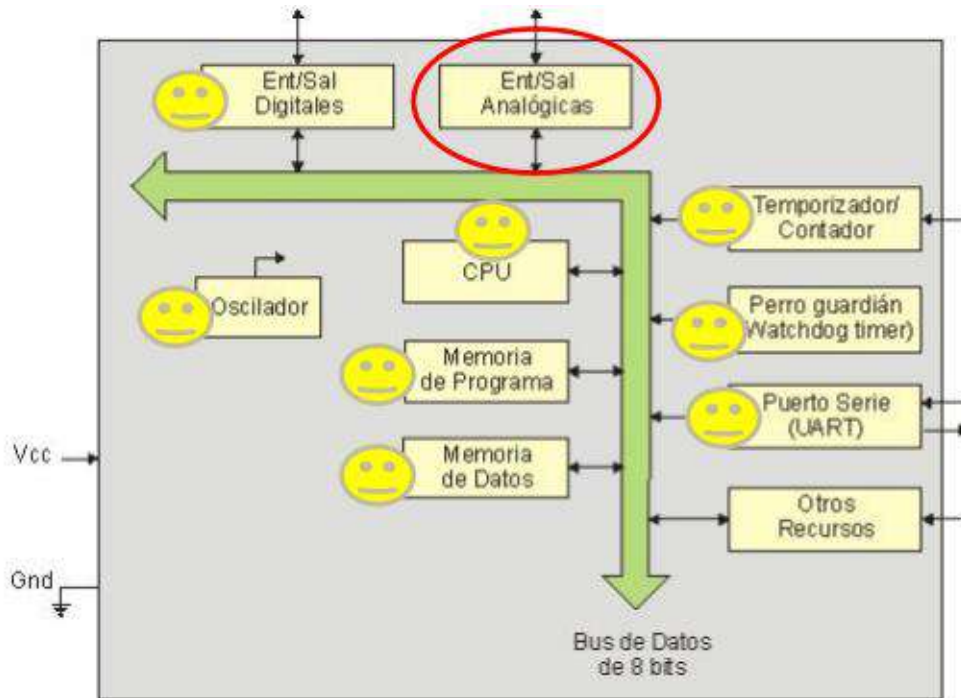 Ent/Sal
Digitales
Ent/Sal
Analógicas
Temporizador/
Contador
CPU
Oscilador
Perro guardián
Watchdog timer)
Memoria
de Programa
Puerto Serie
(UART)
Vcc
Memoria
de Datos
Otros
Recursos
Gnd
Bus de Datos
de 8 bits